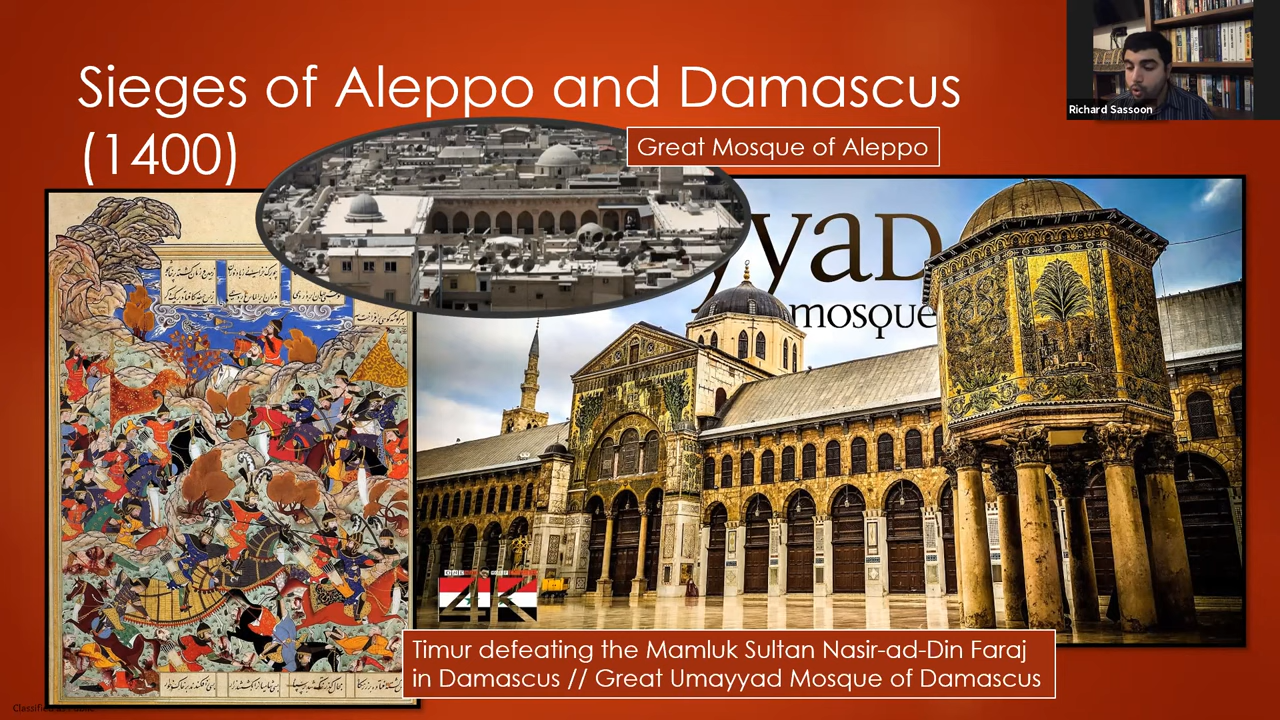 Sieges of Aleppo and Damascus
(1400)
Richard Sassoon
Great Mosque of Aleppo
yyad
mosque
4K
Timur defeating the Mamluk Sultan Nasir-ad-Din Faraj
in Damascus // Great Umayyad Mosque of Damascus